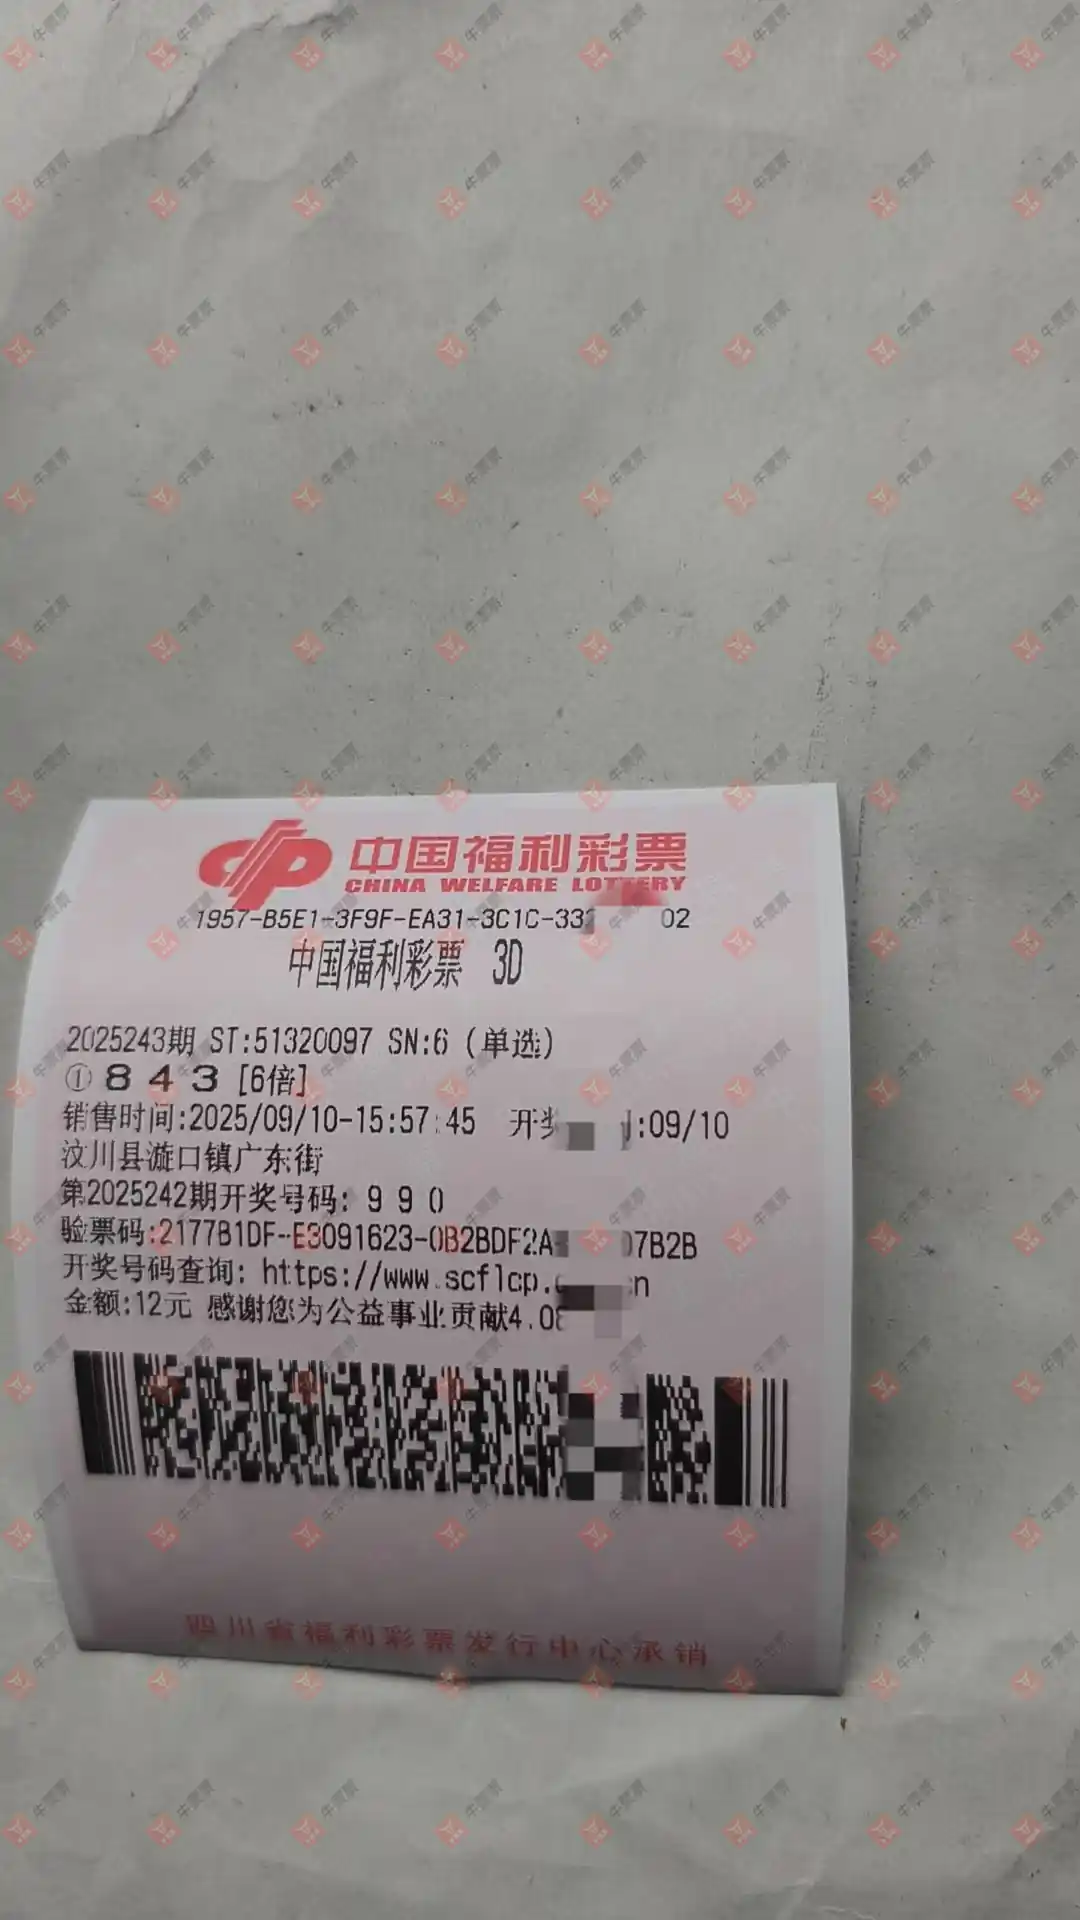 中国福利彩票
CHINA WELFARE LOTTERY
1957-B5E1-3F9F-EA31-3C1C-33 02
中国福利彩票 3D
2025243期 ST:51320097 SN:6 (单选)
① 8 4 3 [6倍]
销售时间:2025/09/10-15:57:45 开奖 :09/10
汶川县漩口镇广东街
第2025242期开奖号码: 9 9 0
验票码:2177B1DF-E3091623-0B2BDF2A- 07B2B
开奖号码查询: https://www.scflcp. n
金额:12元 感谢您为公益事业贡献4.0
四川省福利彩票发行中心承销
牛票票